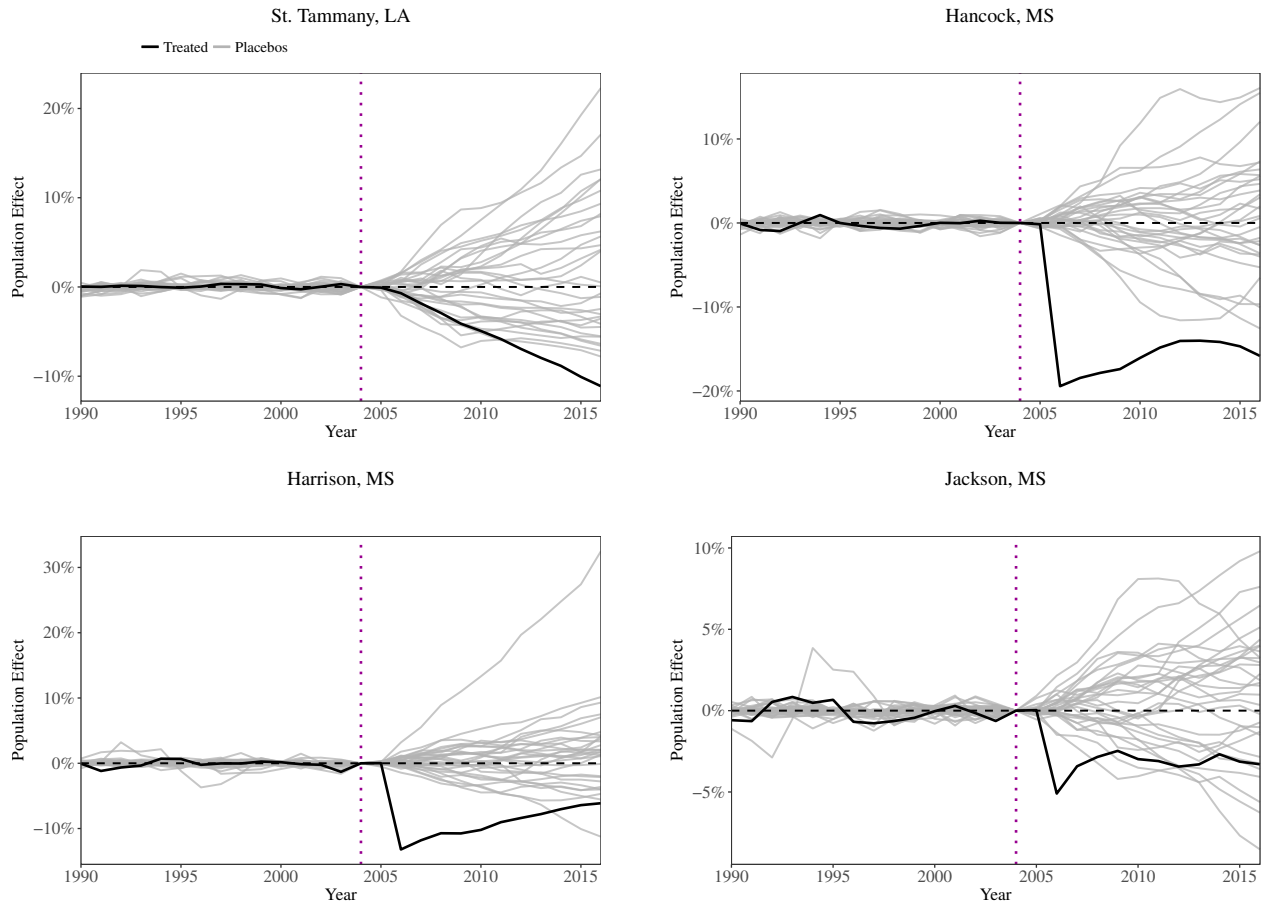 St. Tammany, LA
Treated Placebos
20%
10%
0%
−10%
Population Effect
1990 1995 2000 2005 2010 2015
Year
Hancock, MS
10%
0%
−10%
−20%
Population Effect
1990 1995 2000 2005 2010 2015
Year
Harrison, MS
30%
20%
10%
0%
−10%
Population Effect
1990 1995 2000 2005 2010 2015
Year
Jackson, MS
10%
5%
0%
−5%
Population Effect
1990 1995 2000 2005 2010 2015
Year